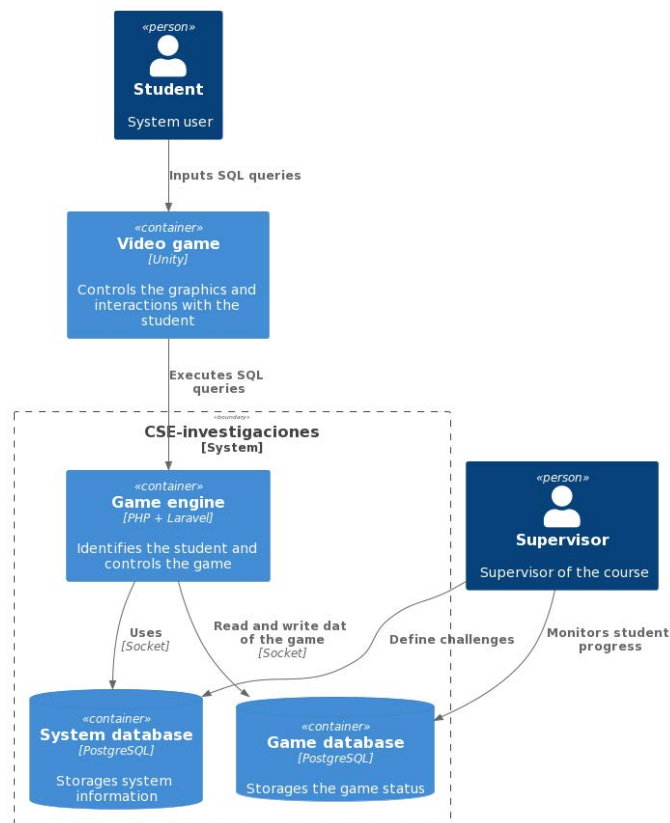 «person»
Student
System user
Inputs SQL queries
«container»
Video game
[Unity]
Controls the graphics and
interactions with the
student
Executes SQL
queries
«boundary»
CSE-investigaciones
[System]
«container»
Game engine
[PHP + Laravel]
Identifies the student and
controls the game
«person»
Supervisor
Supervisor of the course
Uses
[Socket]
Read and write dat
of the game
[Socket]
Define challenges
Monitors student
progress
«container»
System database
[PostgreSQL]
Storages system
information
«container»
Game database
[PostgreSQL]
Storages the game status